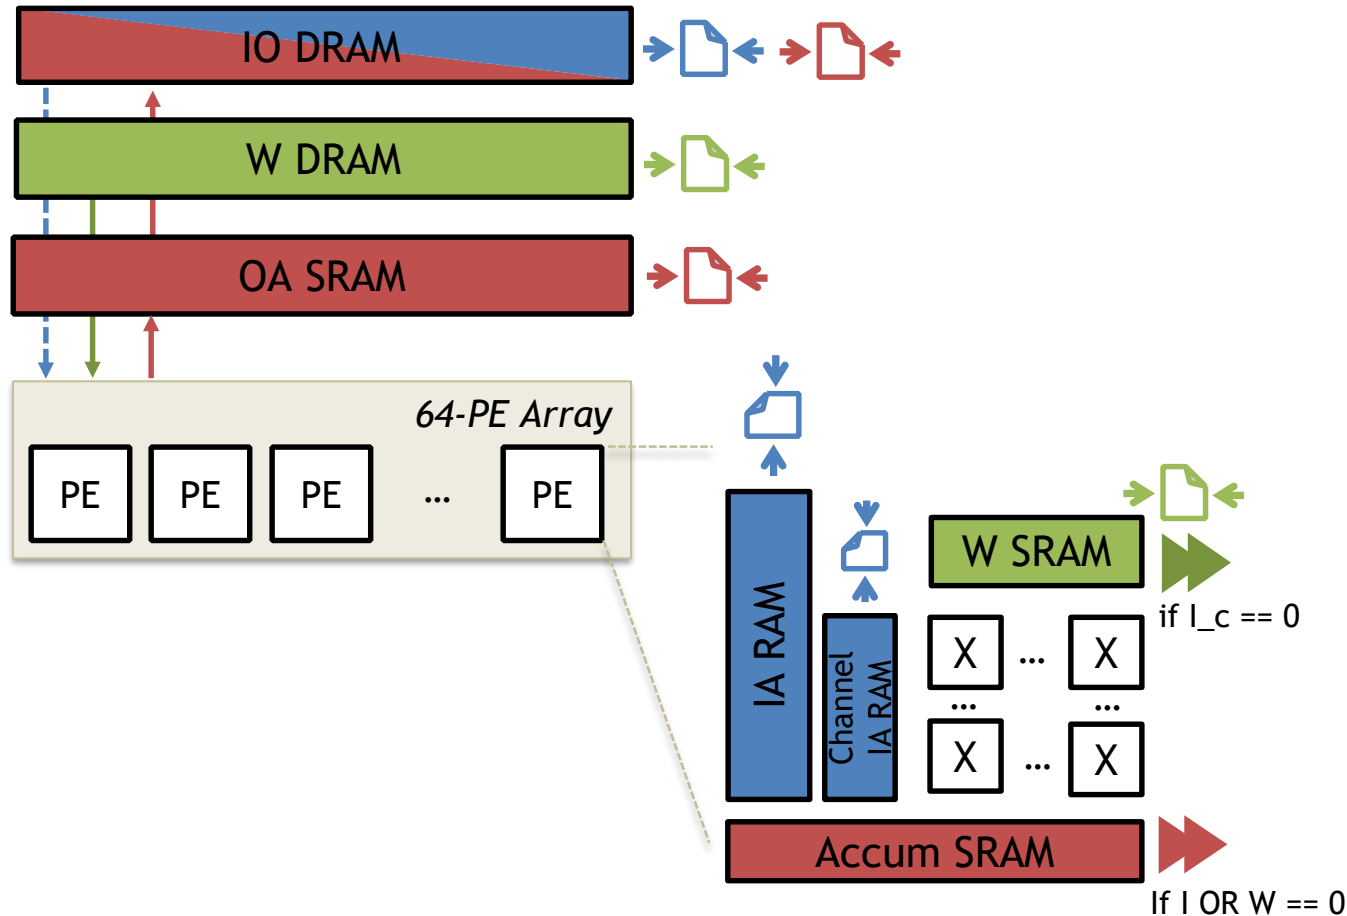 IO DRAM
W DRAM
OA SRAM
64-PE Array
PE PE PE ... PE
IA RAM
Channel
IA RAM
W SRAM
if I_c == 0
X ... X
... ...
X ... X
Accum SRAM
If I OR W == 0